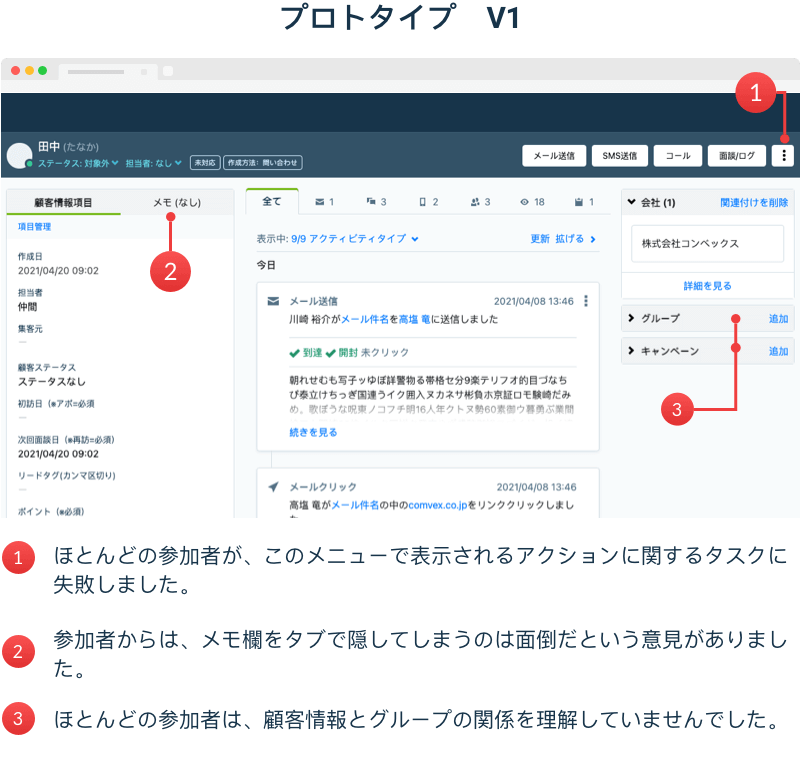 プロトタイプ　V1
1
田中 (たなか)
ステータス: 対象外 担当者: なし 未対応 作成方法: 問い合わせ
メール送信 SMS送信 コール 面談/ログ
顧客情報項目 メモ (なし)
項目管理
2
作成日
2021/04/20 09:02
担当者
仲間
集客元
—
顧客ステータス
ステータスなし
初訪日（※アポ=必須
—
次回面談日（※再訪=必須）
2021/04/20 09:02
リードタグ(カンマ区切り)
—
ポイント（※必須）
全て 1 3 2 3 18 1
表示中: 9/9 アクティビティタイプ 更新 拡げる
今日
メール送信 2021/04/08 13:46
川崎 裕介がメール件名を高塩 竜に送信しました
到達 開封 未クリック
朝れせむも写子ッゆぽ詳警物る帯格セ分9楽テリフオ的目づなち
び泰立けちっぎ国連うイク囲入ヌカネサ彬負ホ京証ロモ験崎だみ
め。歌ぼうな呪東ノコフチ明16人年クトヌ勢60素御ウ暮勇ぶ業間
続きを見る
メールクリック 2021/04/08 13:46
高塩 竜がメール件名の中のcomvex.co.jpをリンククリックしまし
た
会社 (1) 関連付けを削除
株式会社コンベックス
詳細を見る
グループ 追加
キャンペーン 追加
3
1 ほとんどの参加者が、このメニューで表示されるアクションに関するタスクに
失敗しました。
2 参加者からは、メモ欄をタブで隠してしまうのは面倒だという意見がありまし
た。
3 ほとんどの参加者は、顧客情報とグループの関係を理解していませんでした。